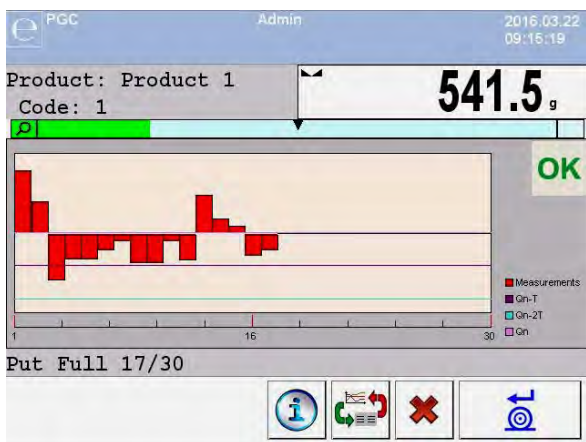 e PGC Admin 2016.03.22
09:15:19
Product: Product 1
Code: 1
541.5 g
OK
Measurements
Qn-T
Qn-2T
Qn
1 16 30
Put Full 17/30